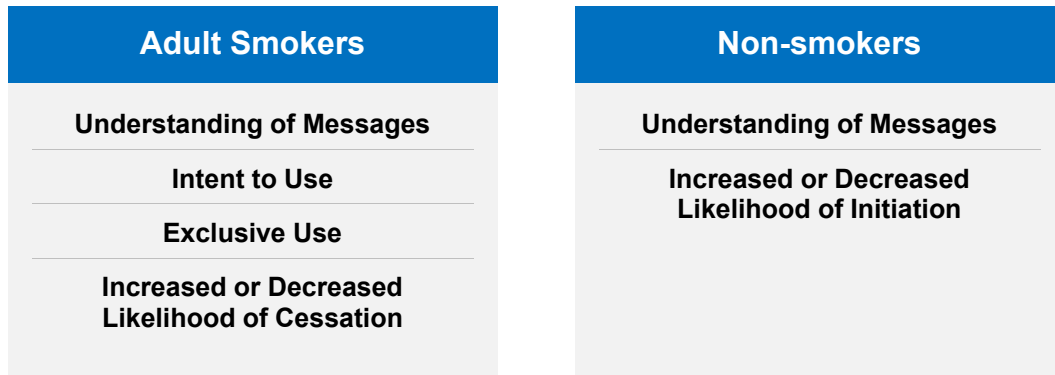 Adult Smokers
Understanding of Messages
Intent to Use
Exclusive Use
Increased or Decreased
Likelihood of Cessation
Non-smokers
Understanding of Messages
Increased or Decreased
Likelihood of Initiation